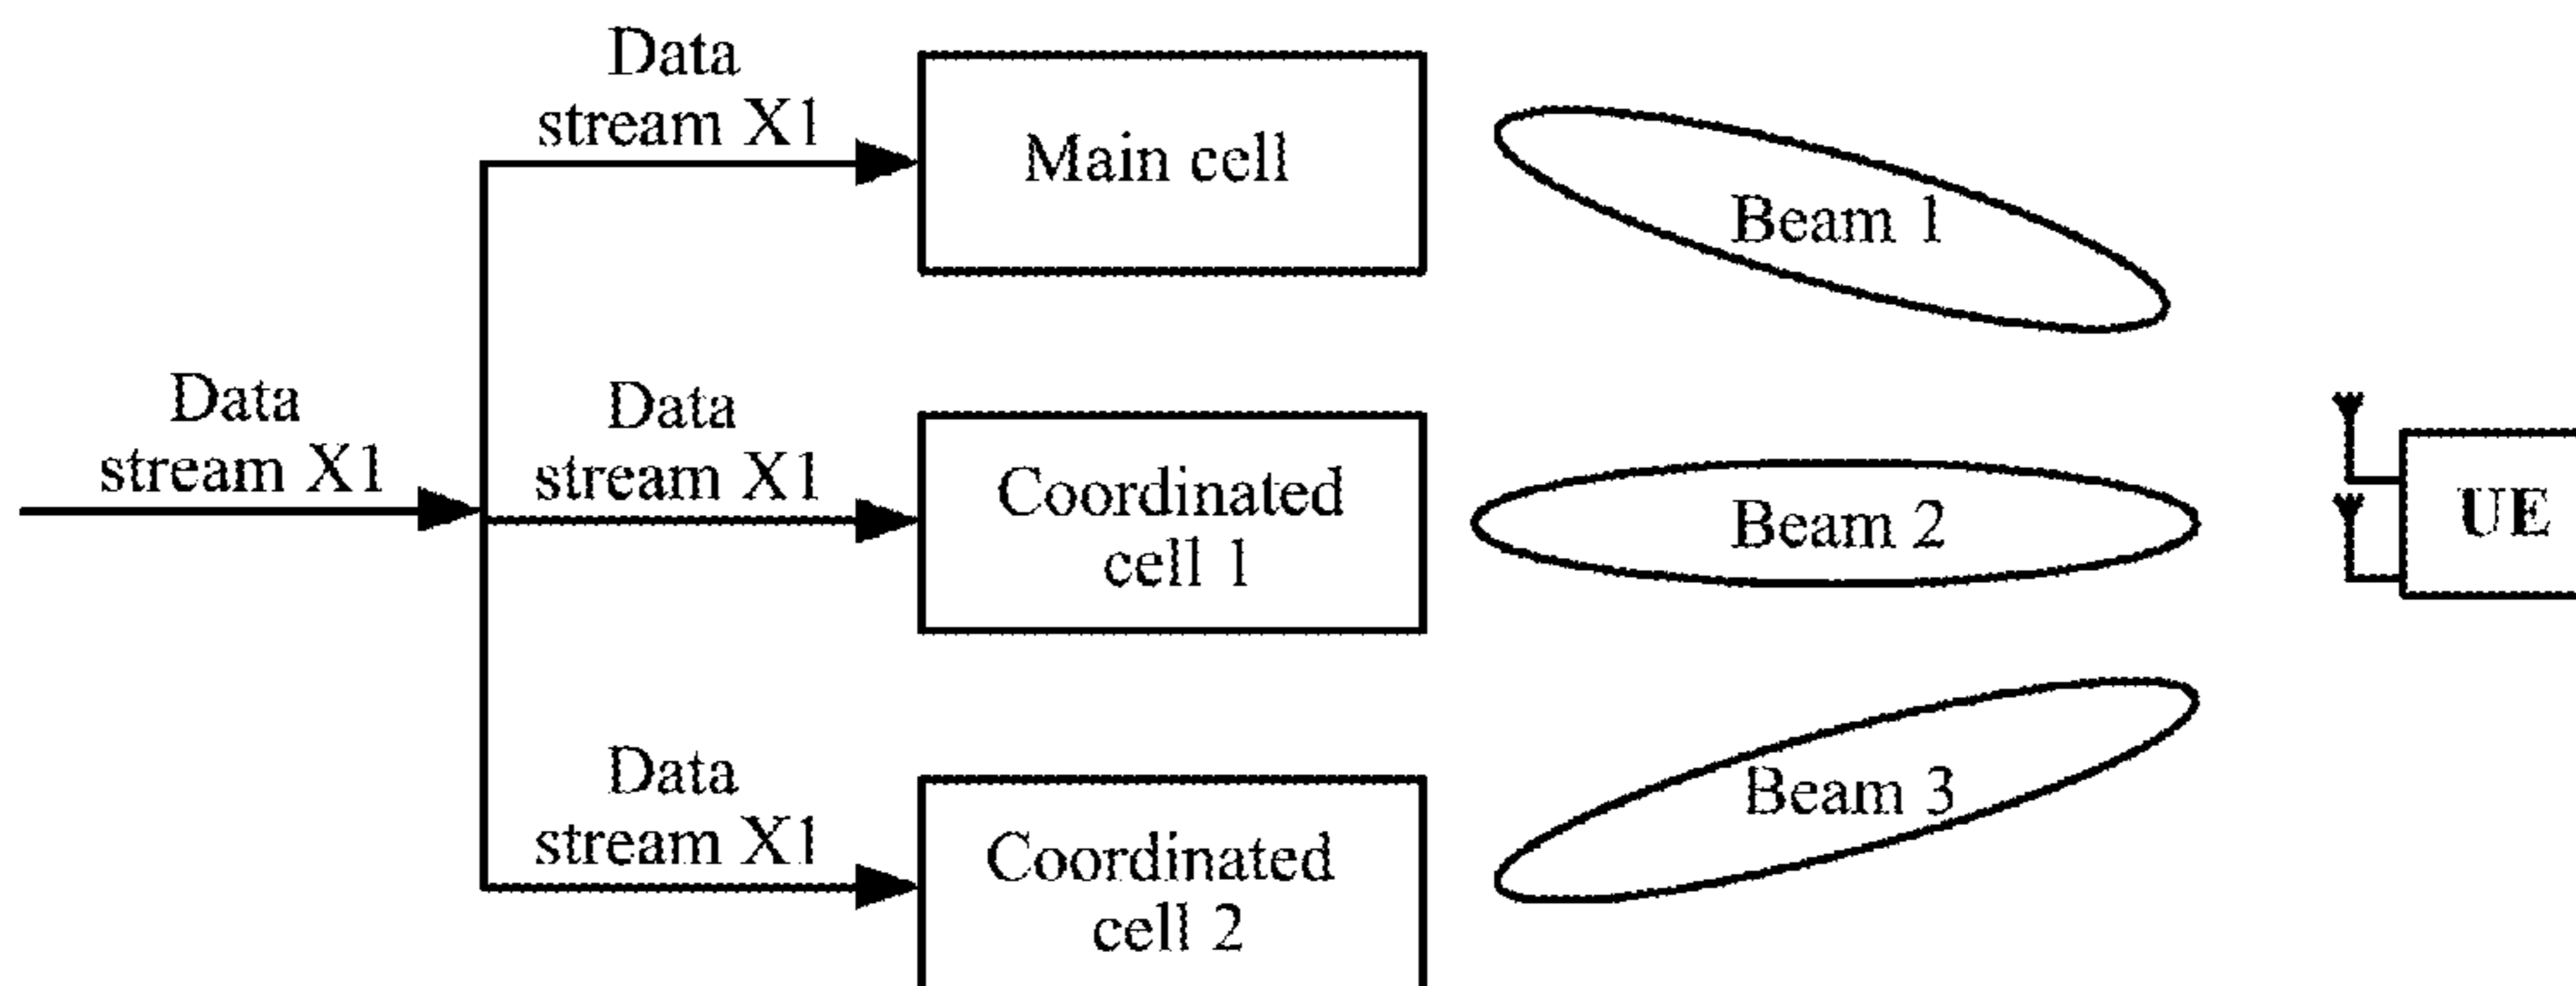 Data
stream X1
Main cell
Beam 1
Data
stream X1
Data
stream X1
Coordinated
cell 1
Beam 2
UE
Data
stream X1
Coordinated
cell 2
Beam 3